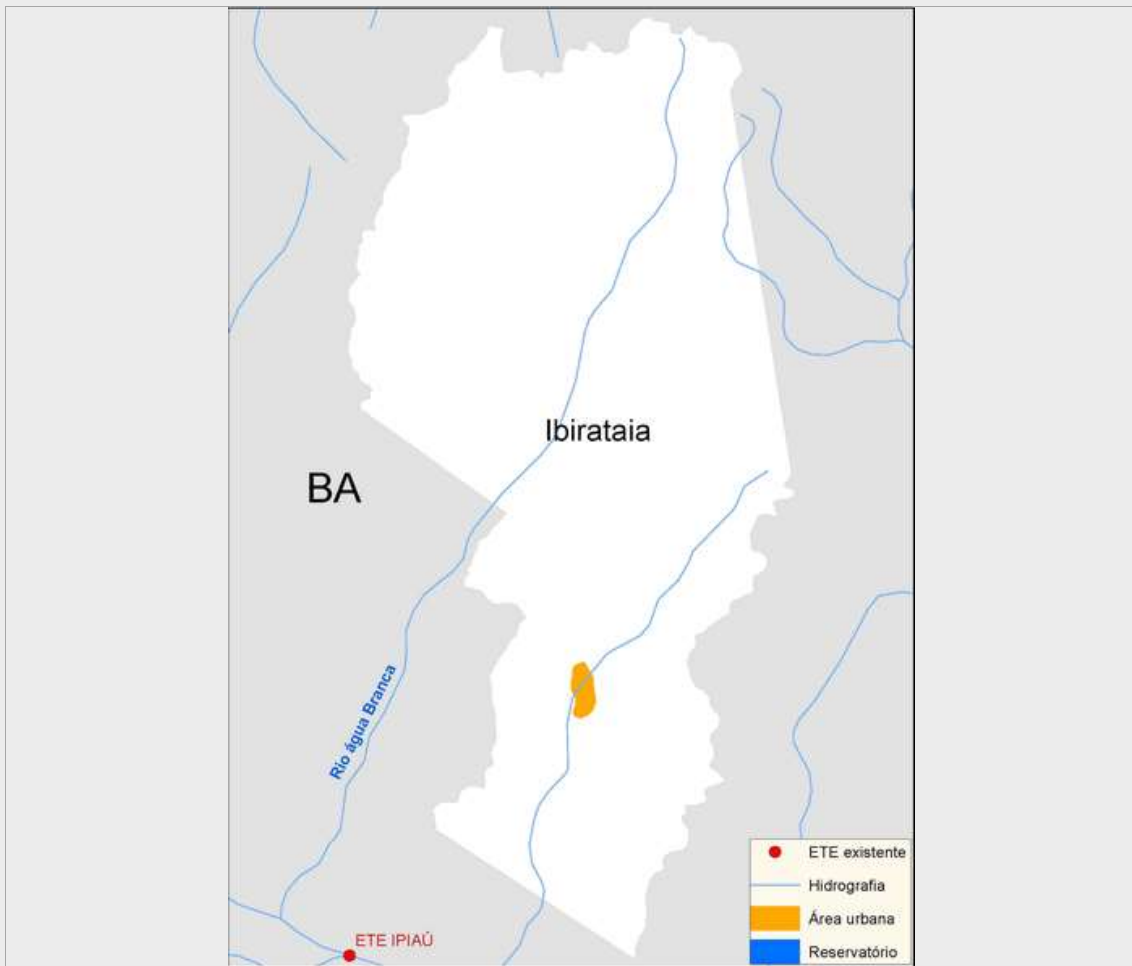 Ibirataia
BA
Rio água Branca
ETE IPIAÚ
ETE existente
Hidrografia
Área urbana
Reservatório